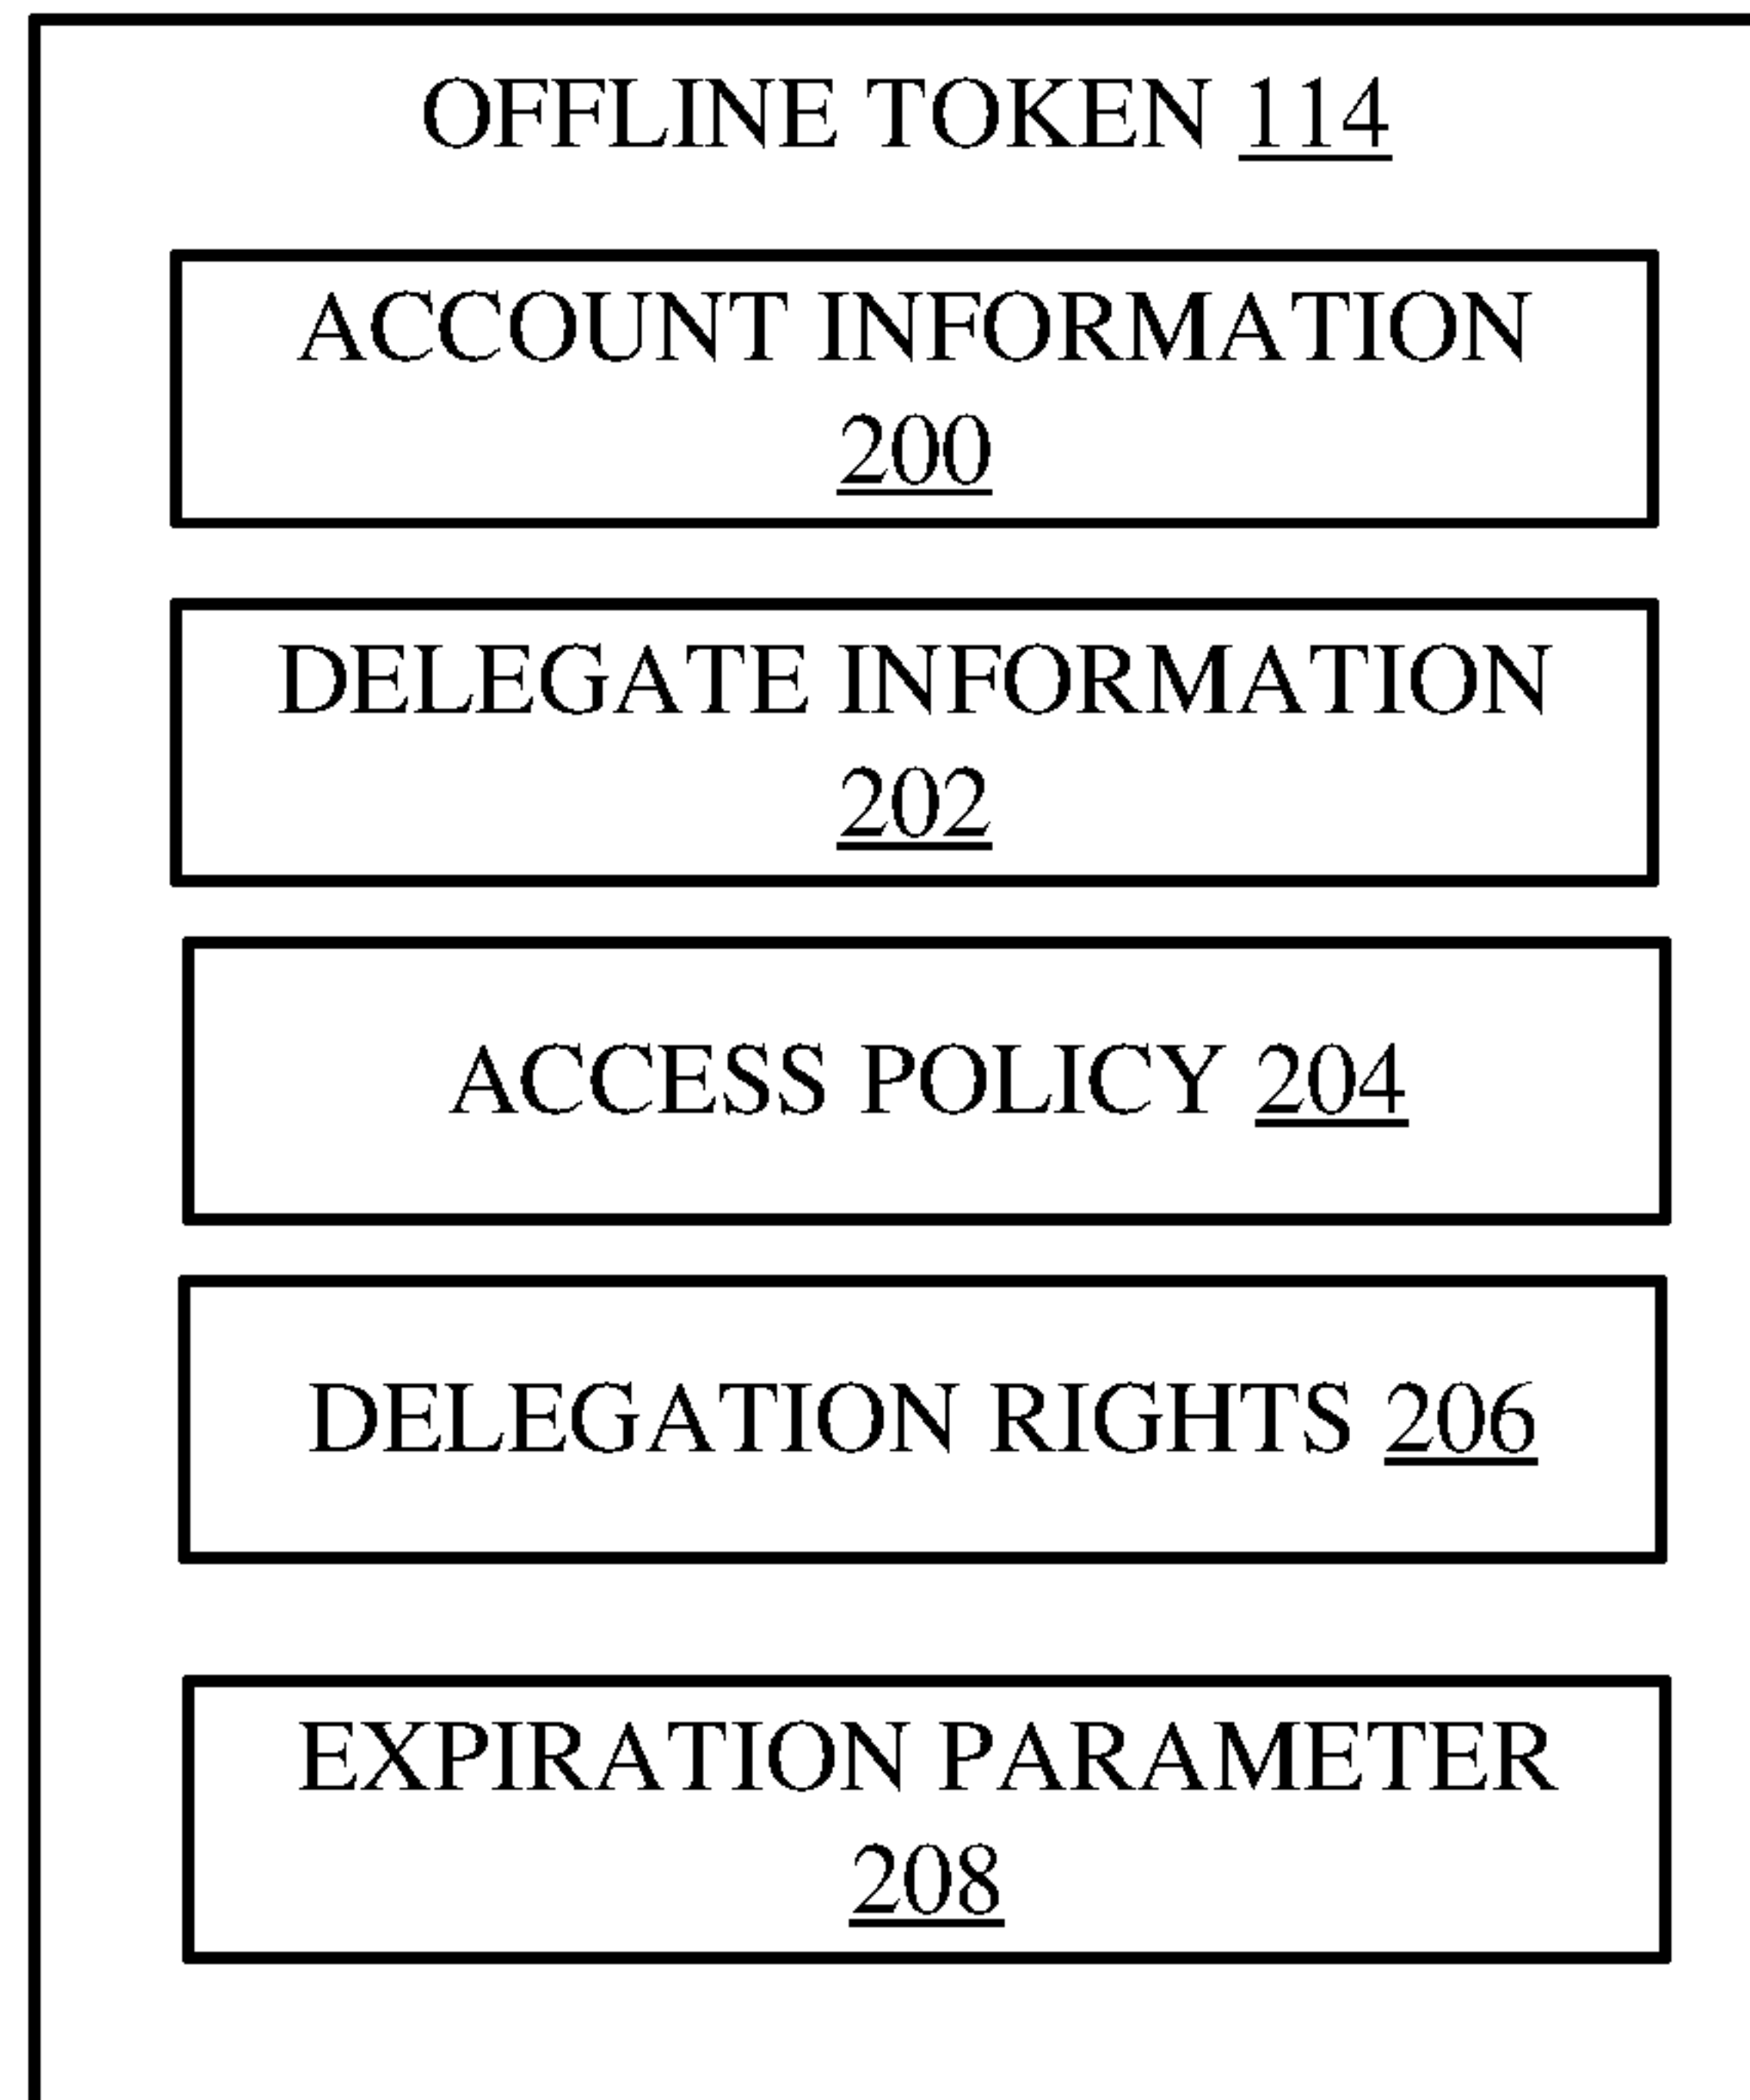 OFFLINE TOKEN 114
ACCOUNT INFORMATION
200
DELEGATE INFORMATION
202
ACCESS POLICY 204
DELEGATION RIGHTS 206
EXPIRATION PARAMETER
208